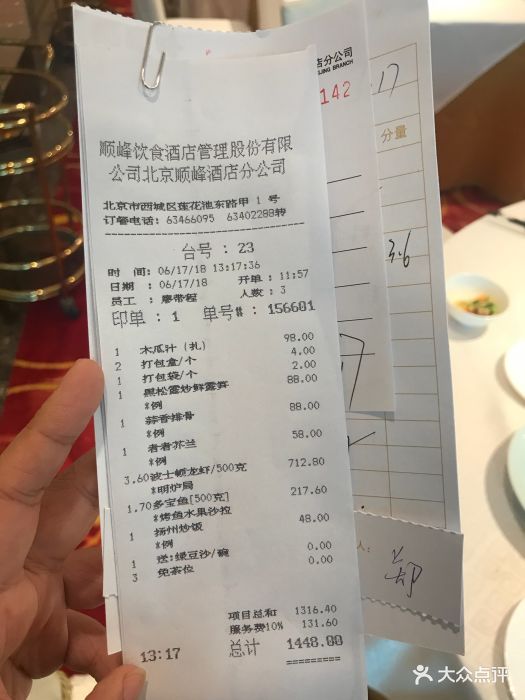 店分公司
JING BRANCH
142
17
分量
3.6
顺峰饮食酒店管理股份有限
公司北京顺峰酒店分公司
北京市西城区莲花池东路甲1号
订餐电话: 63466095 63402288转
台号: 23
时 间: 06/17/18 13:17:36
日期 : 06/17/18 开单: 11:57
员工 : 廖带程 人数: 3
印单: 1 单号#: 156601
1 木瓜汁 (扎) 98.00
2 打包盒/个 4.00
1 打包袋/个 2.00
1 黑松露炒鲜露笋 88.00
*例
1 蒜香排骨 88.00
*例
1 者者芥兰 58.00
*例
3.60波士顿龙虾/500克 712.80
*明炉局
1.70多宝鱼[500克] 217.60
*烤鱼水果沙拉
1 扬州炒饭 48.00
*例
1 送:绿豆沙/碗 0.00
3 免茶位 0.00
项目总和 1316.40
服务费10% 131.60
13:17 总计 1448.00
人:
大众点评